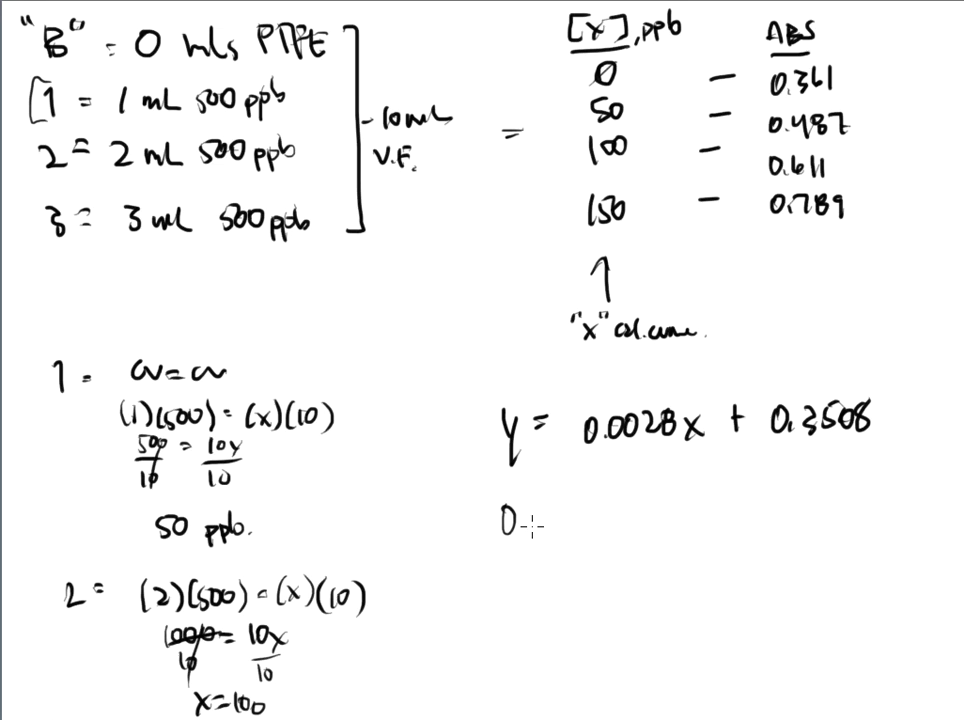 "B" = 0 mls PTPE
[1 = 1 mL 500 ppb
2 = 2 mL 500 ppb
3 = 3 mL 500 ppb
- 10 mL
V.F.
=
[x], ppb ABS
0 - 0.361
50 - 0.487
100 - 0.611
150 - 0.789
↑
"x" cal. curve.
1 = cv = cv
(1)(500) = (x)(10)
500/10 = 10x/10
50 ppb.
2 = (2)(500) = (x)(10)
1000/10 = 10x/10
x = 100
y = 0.0028x + 0.3508
0